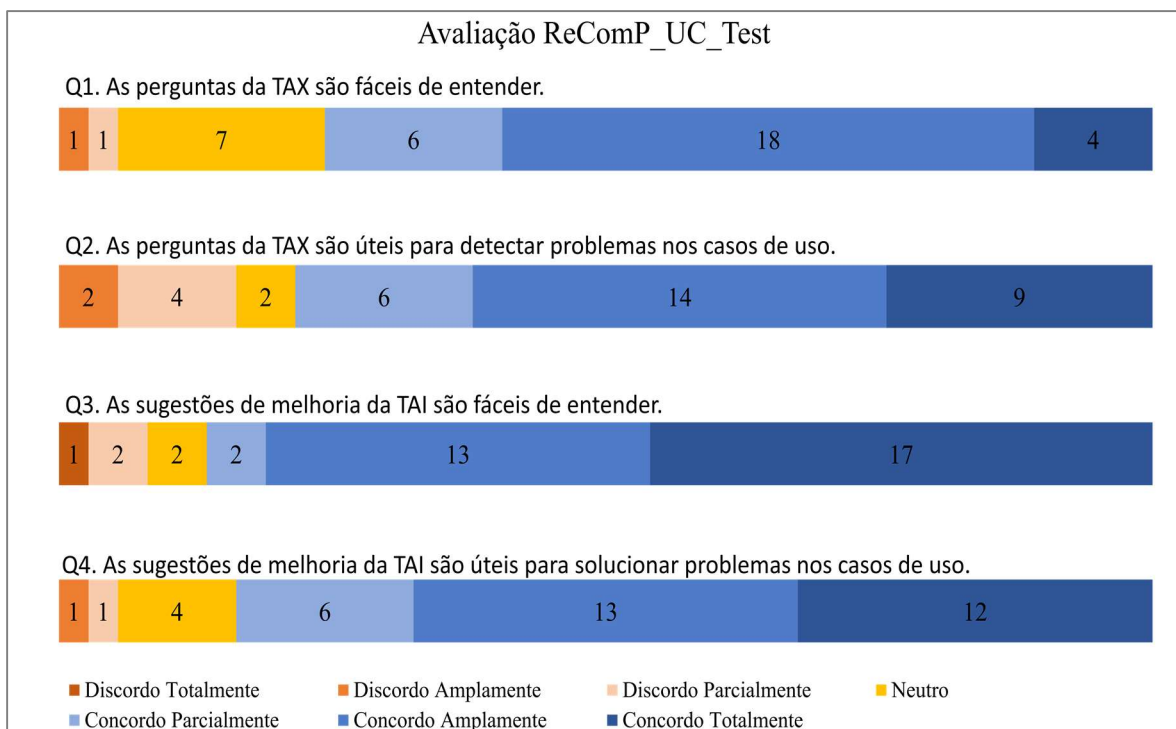 Avaliação ReComP_UC_Test
Q1. As perguntas da TAX são fáceis de entender.
1 1 7 6 18 4
Q2. As perguntas da TAX são úteis para detectar problemas nos casos de uso.
2 4 2 6 14 9
Q3. As sugestões de melhoria da TAI são fáceis de entender.
1 2 2 2 13 17
Q4. As sugestões de melhoria da TAI são úteis para solucionar problemas nos casos de uso.
1 1 4 6 13 12
Discordo Totalmente Discordo Amplamente Discordo Parcialmente Neutro
Concordo Parcialmente Concordo Amplamente Concordo Totalmente